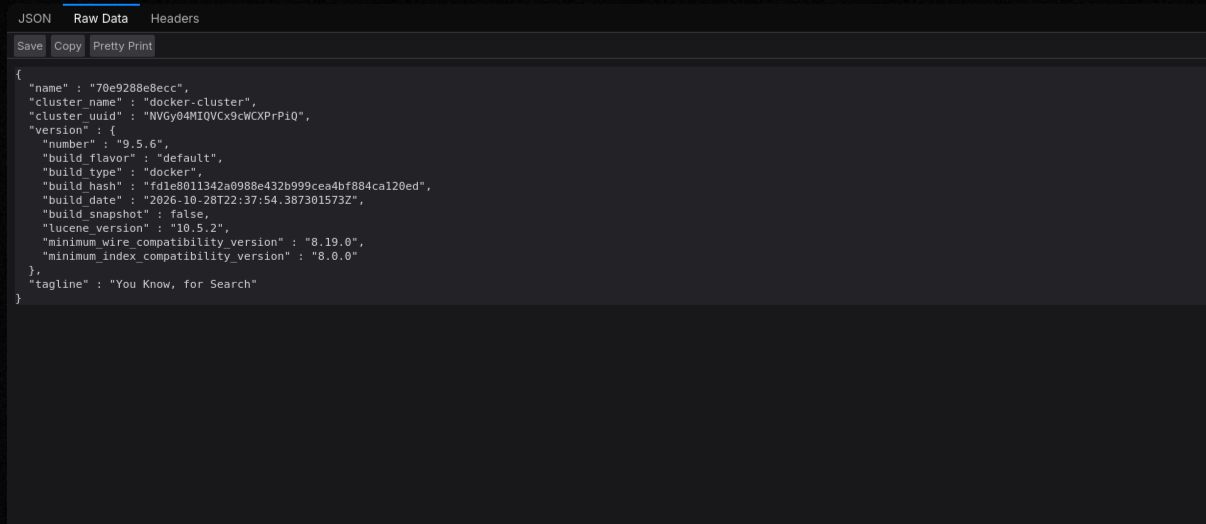 JSON Raw Data Headers
Save Copy Pretty Print
{
  "name" : "70e9288e8ecc",
  "cluster_name" : "docker-cluster",
  "cluster_uuid" : "NVGy04MIQVCx9cWCXPrPiQ",
  "version" : {
    "number" : "9.5.6",
    "build_flavor" : "default",
    "build_type" : "docker",
    "build_hash" : "fd1e8011342a0988e432b999cea4bf884ca120ed",
    "build_date" : "2026-10-28T22:37:54.387301573Z",
    "build_snapshot" : false,
    "lucene_version" : "10.5.2",
    "minimum_wire_compatibility_version" : "8.19.0",
    "minimum_index_compatibility_version" : "8.0.0"
  },
  "tagline" : "You Know, for Search"
}